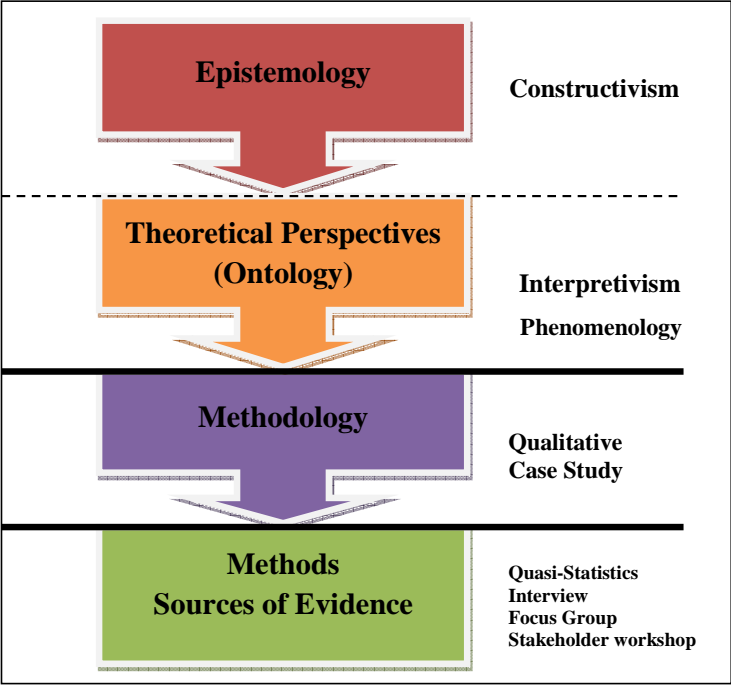 Epistemology
Constructivism
Theoretical Perspectives
(Ontology)
Interpretivism
Phenomenology
Methodology
Qualitative
Case Study
Methods
Sources of Evidence
Quasi-Statistics
Interview
Focus Group
Stakeholder workshop